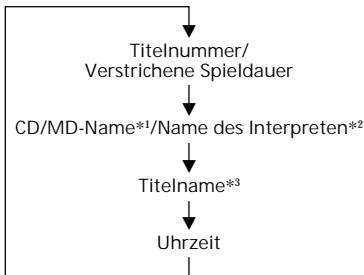 Titelnummer/
Verstrichene Spieldauer
CD/MD-Name*1/Name des Interpreten*2
Titelname*3
Uhrzeit